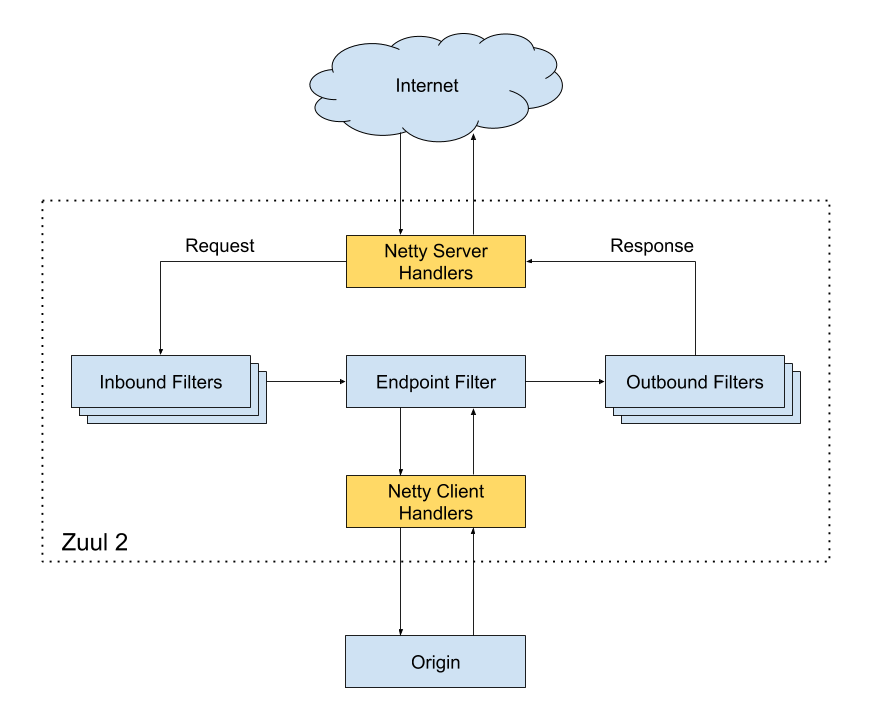 Internet
Request
Netty Server
Handlers
Response
Inbound Filters
Endpoint Filter
Outbound Filters
Netty Client
Handlers
Zuul 2
Origin